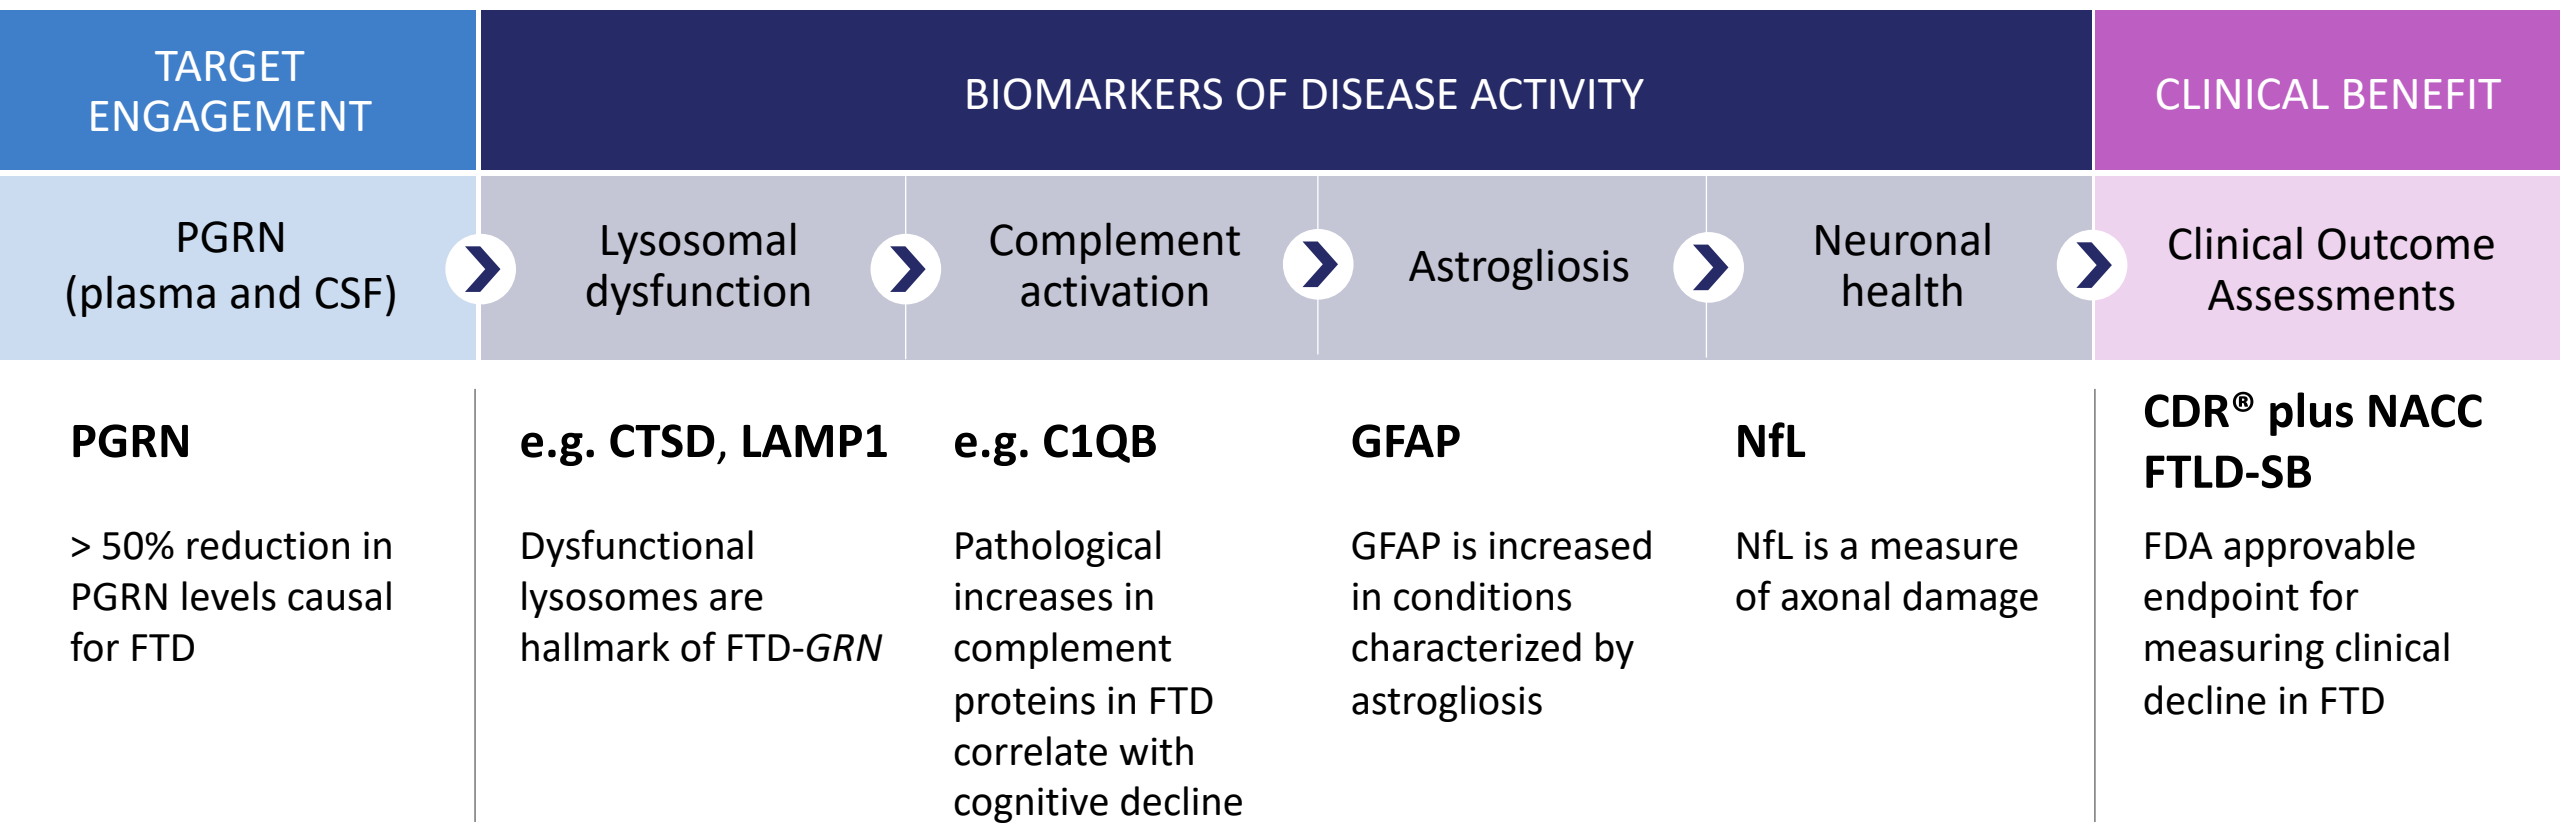 TARGET
ENGAGEMENT
BIOMARKERS OF DISEASE ACTIVITY
CLINICAL BENEFIT
PGRN
(plasma and CSF)
Lysosomal
dysfunction
Complement
activation
Astrogliosis
Neuronal
health
Clinical Outcome
Assessments
PGRN
> 50% reduction in
PGRN levels causal
for FTD
e.g. CTSD, LAMP1
Dysfunctional
lysosomes are
hallmark of FTD-GRN
e.g. C1QB
Pathological
increases in
complement
proteins in FTD
correlate with
cognitive decline
GFAP
GFAP is increased
in conditions
characterized by
astrogliosis
NfL
NfL is a measure
of axonal damage
CDR® plus NACC
FTLD-SB
FDA approvable
endpoint for
measuring clinical
decline in FTD